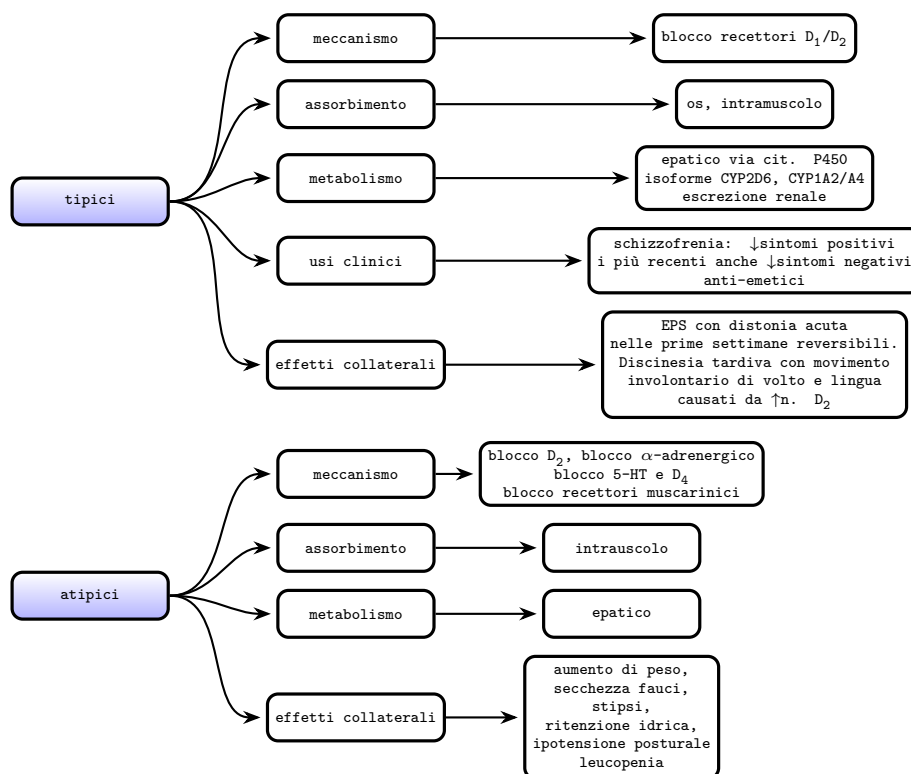 tipici
meccanismo
blocco recettori D₁/D₂
assorbimento
os, intramuscolo
metabolismo
epatico via cit. P450
isoforme CYP2D6, CYP1A2/A4
escrezione renale
usi clinici
schizzofrenia: ↓sintomi positivi
i più recenti anche ↓sintomi negativi
anti-emetici
effetti collaterali
EPS con distonia acuta
nelle prime settimane reversibili.
Discinesia tardiva con movimento
involontario di volto e lingua
causati da ↑n. D₂
atipici
meccanismo
blocco D₂, blocco α-adrenergico
blocco 5-HT e D₄
blocco recettori muscarinici
assorbimento
intrauscolo
metabolismo
epatico
effetti collaterali
aumento di peso,
secchezza fauci,
stipsi,
ritenzione idrica,
ipotensione posturale
leucopenia